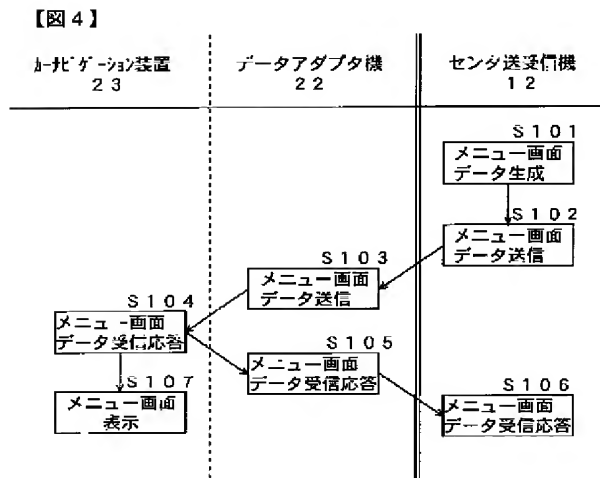 【図4】
カーナビゲーション装置
23
データアダプタ機
22
センタ送受信機
12
S101
メニュー画面
データ生成
S102
メニュー画面
データ送信
S103
メニュー画面
データ送信
S104
メニュー画面
データ受信応答
S105
メニュー画面
データ受信応答
S106
メニュー画面
データ受信応答
S107
メニュー画面
表示